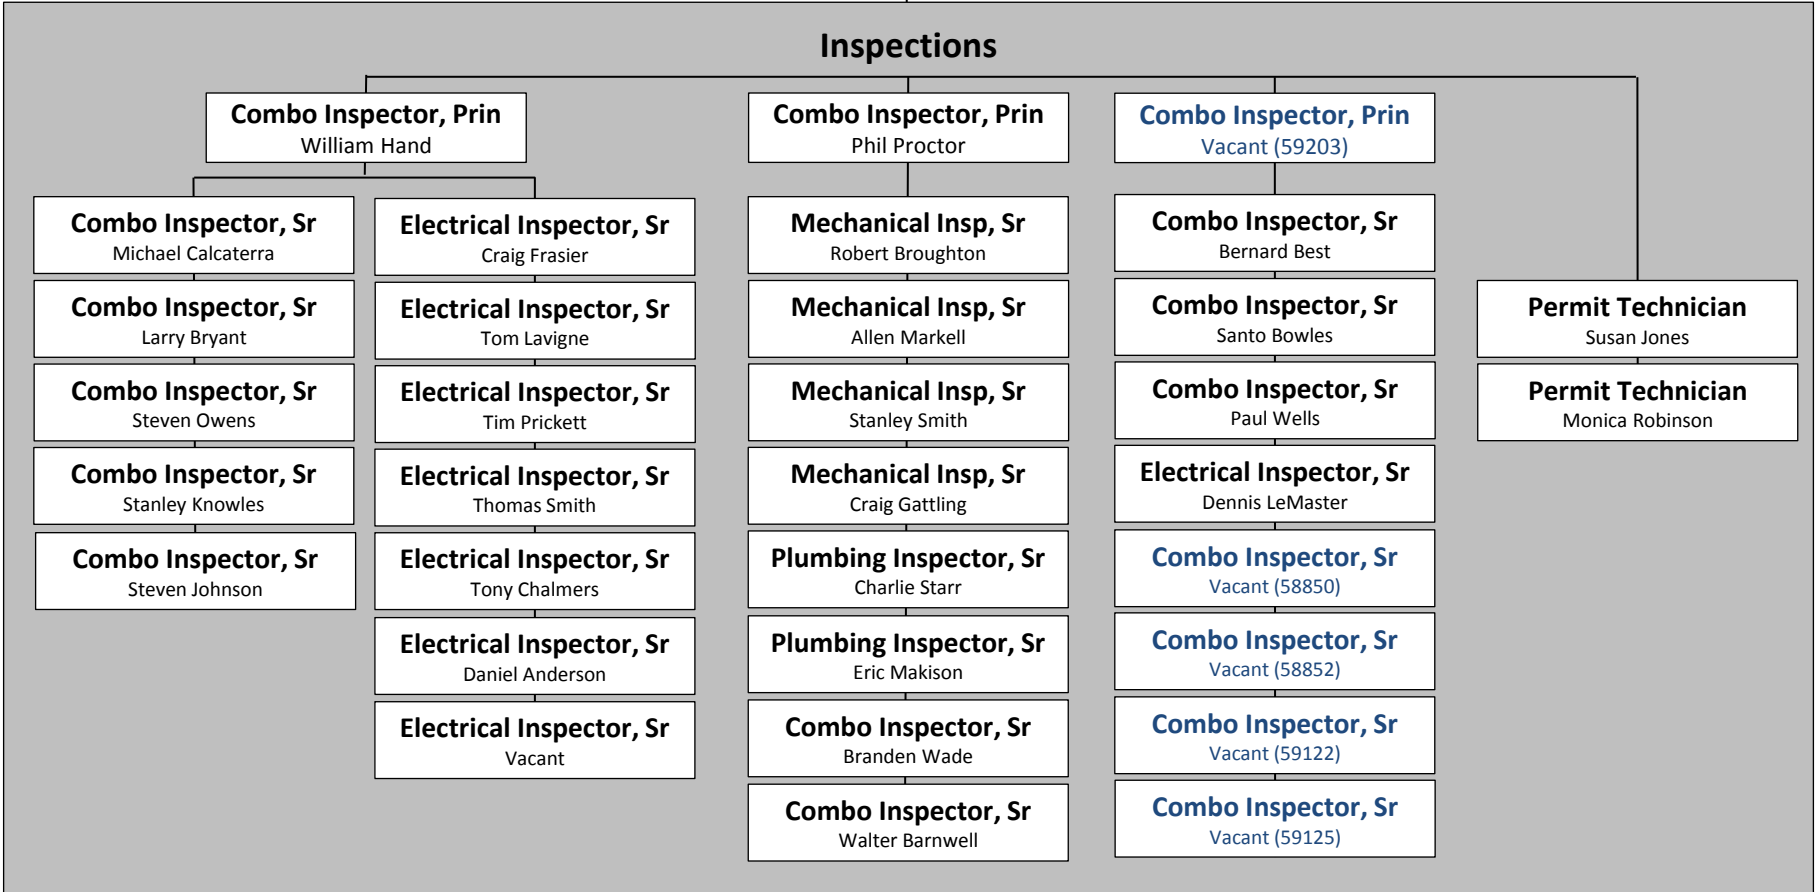 Inspections
Combo Inspector, Prin
William Hand
Combo Inspector, Sr
Michael Calcaterra
Combo Inspector, Sr
Larry Bryant
Combo Inspector, Sr
Steven Owens
Combo Inspector, Sr
Stanley Knowles
Combo Inspector, Sr
Steven Johnson
Electrical Inspector, Sr
Craig Frasier
Electrical Inspector, Sr
Tom Lavigne
Electrical Inspector, Sr
Tim Prickett
Electrical Inspector, Sr
Thomas Smith
Electrical Inspector, Sr
Tony Chalmers
Electrical Inspector, Sr
Daniel Anderson
Electrical Inspector, Sr
Vacant
Combo Inspector, Prin
Phil Proctor
Mechanical Insp, Sr
Robert Broughton
Mechanical Insp, Sr
Allen Markell
Mechanical Insp, Sr
Stanley Smith
Mechanical Insp, Sr
Craig Gattling
Plumbing Inspector, Sr
Charlie Starr
Plumbing Inspector, Sr
Eric Makison
Combo Inspector, Sr
Branden Wade
Combo Inspector, Sr
Walter Barnwell
Combo Inspector, Prin
Vacant (59203)
Combo Inspector, Sr
Bernard Best
Combo Inspector, Sr
Santo Bowles
Combo Inspector, Sr
Paul Wells
Electrical Inspector, Sr
Dennis LeMaster
Combo Inspector, Sr
Vacant (58850)
Combo Inspector, Sr
Vacant (58852)
Combo Inspector, Sr
Vacant (59122)
Combo Inspector, Sr
Vacant (59125)
Permit Technician
Susan Jones
Permit Technician
Monica Robinson